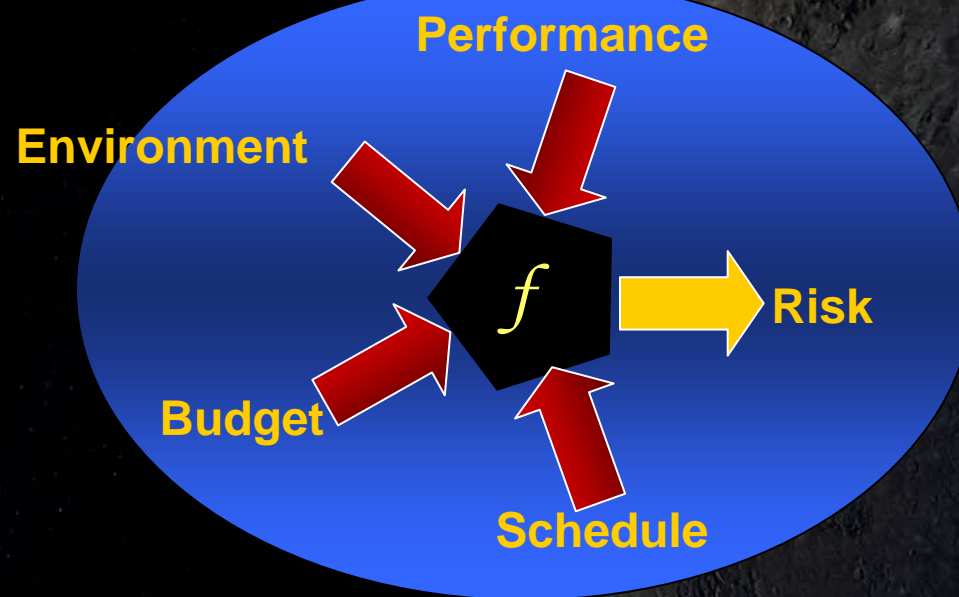 Performance
Environment
f
Risk
Budget
Schedule